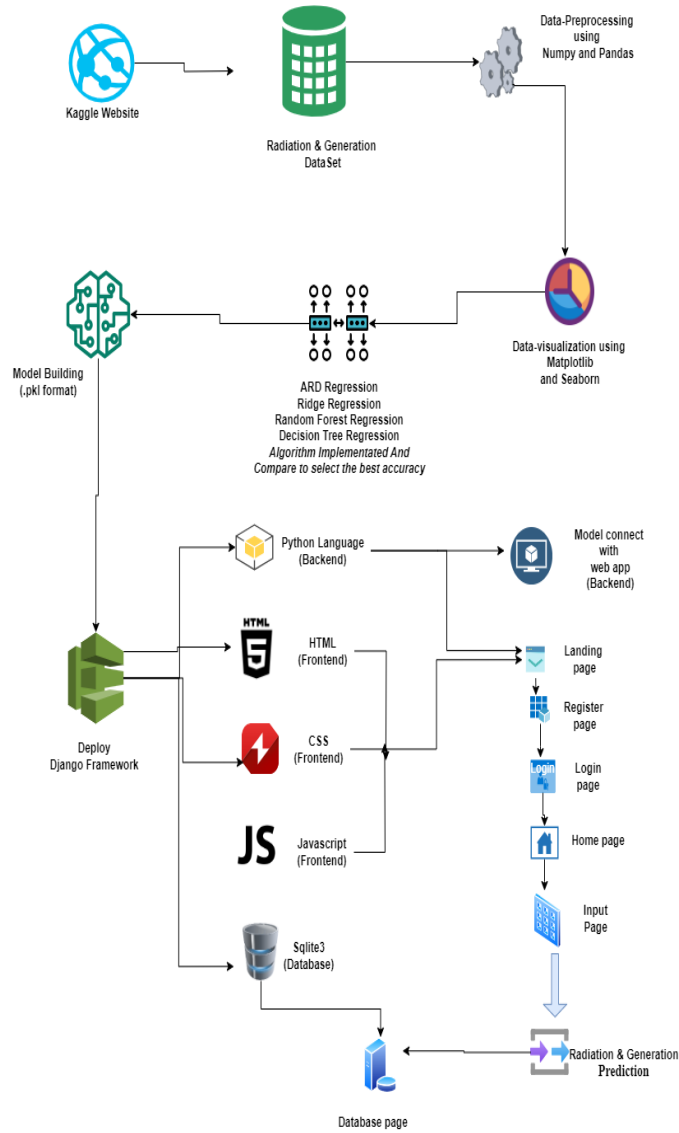 Data-Preprocessing
using
Numpy and Pandas
Kaggle Website
Radiation & Generation
DataSet
Model Building
(.pkl format)
Data-visualization using
Matplotlib
and Seaborn
ARD Regression
Ridge Regression
Random Forest Regression
Decision Tree Regression
Algorithm Implementated And
Compare to select the best accuracy
Python Language
(Backend)
Model connect
with
web app
(Backend)
HTML
5
HTML
(Frontend)
Landing
page
Register
page
Deploy
Django Framework
CSS
(Frontend)
Login
Login
page
JS
Javascript
(Frontend)
Home page
Input
Page
Sqlite3
(Database)
Radiation & Generation
Prediction
Database page